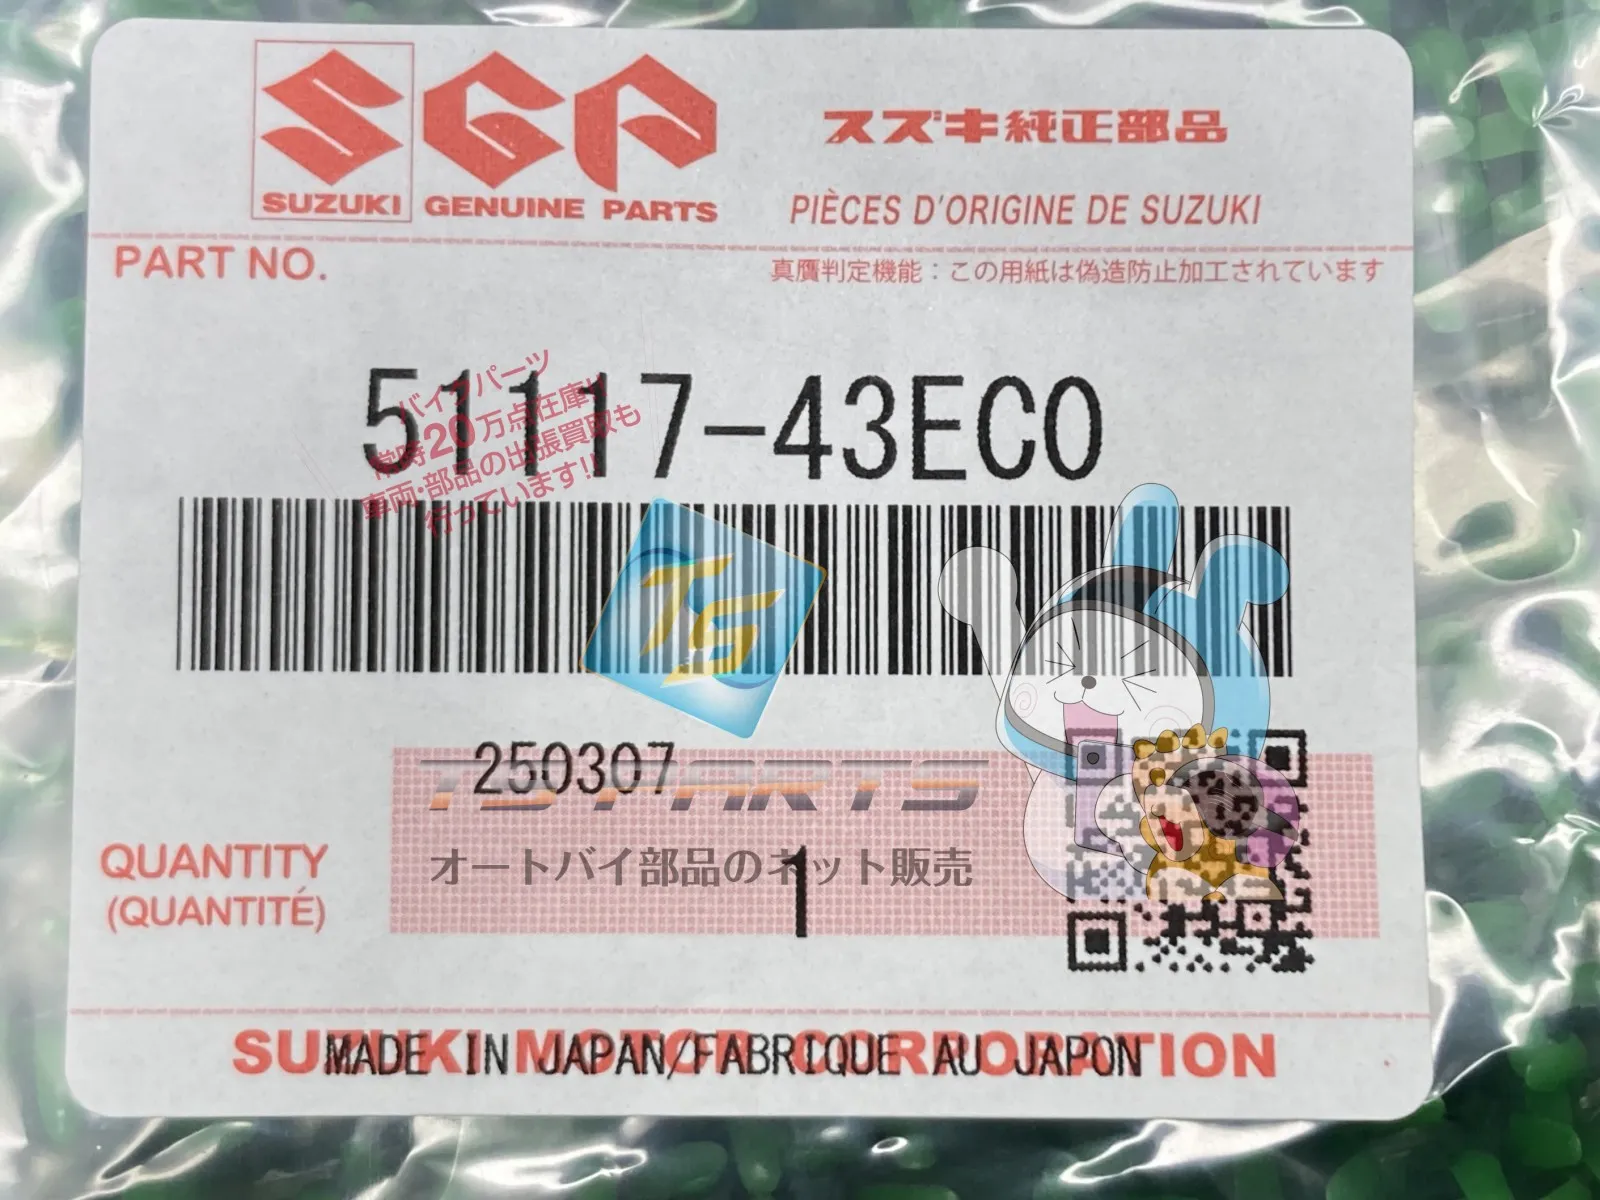 SUZUKI
SGP
GENUINE PARTS
スズキ純正部品
PIÈCES D'ORIGINE DE SUZUKI
PART NO.
真贋判定機能：この用紙は偽造防止加工されています
51117-43EC0
バイクパーツ
常時20万点在庫!!
車両・部品の出張買取も
行っています!!
TS
250307
TS PARTS
オートバイ部品のネット販売
QUANTITY
(QUANTITÉ)
1
SUZUKI MOTOR CORPORATION
MADE IN JAPAN/FABRIQUE AU JAPON